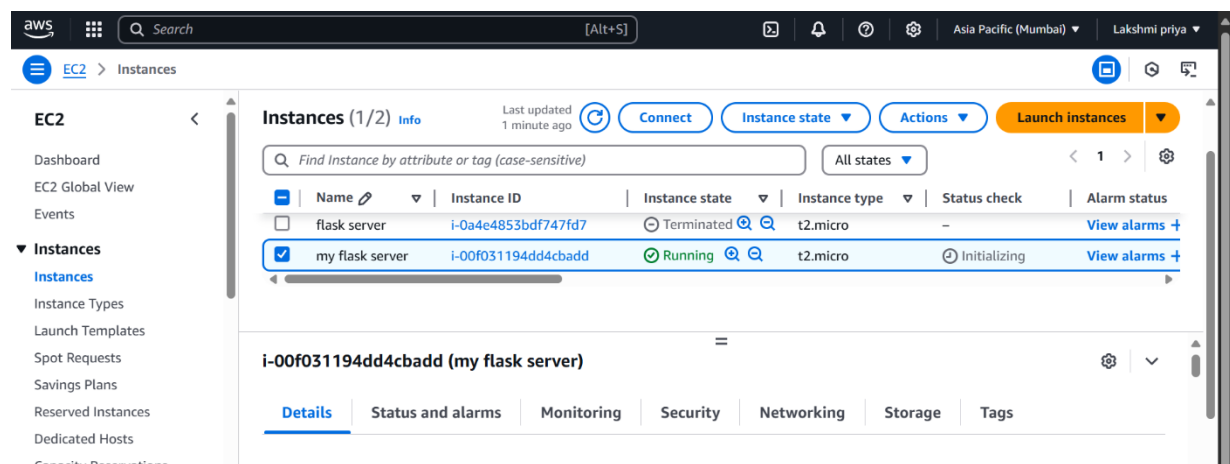 aws Search [Alt+S] Asia Pacific (Mumbai) Lakshmi priya
EC2 > Instances
EC2
Dashboard
EC2 Global View
Events
Instances
Instances
Instance Types
Launch Templates
Spot Requests
Savings Plans
Reserved Instances
Dedicated Hosts
Capacity Reservations
Instances (1/2) Info
Last updated
1 minute ago
Connect Instance state Actions Launch instances
Find Instance by attribute or tag (case-sensitive) All states 1
Name Instance ID Instance state Instance type Status check Alarm status
flask server i-0a4e4853bdf747fd7 Terminated t2.micro – View alarms +
my flask server i-00f031194dd4cbadd Running t2.micro Initializing View alarms +
i-00f031194dd4cbadd (my flask server)
Details Status and alarms Monitoring Security Networking Storage Tags